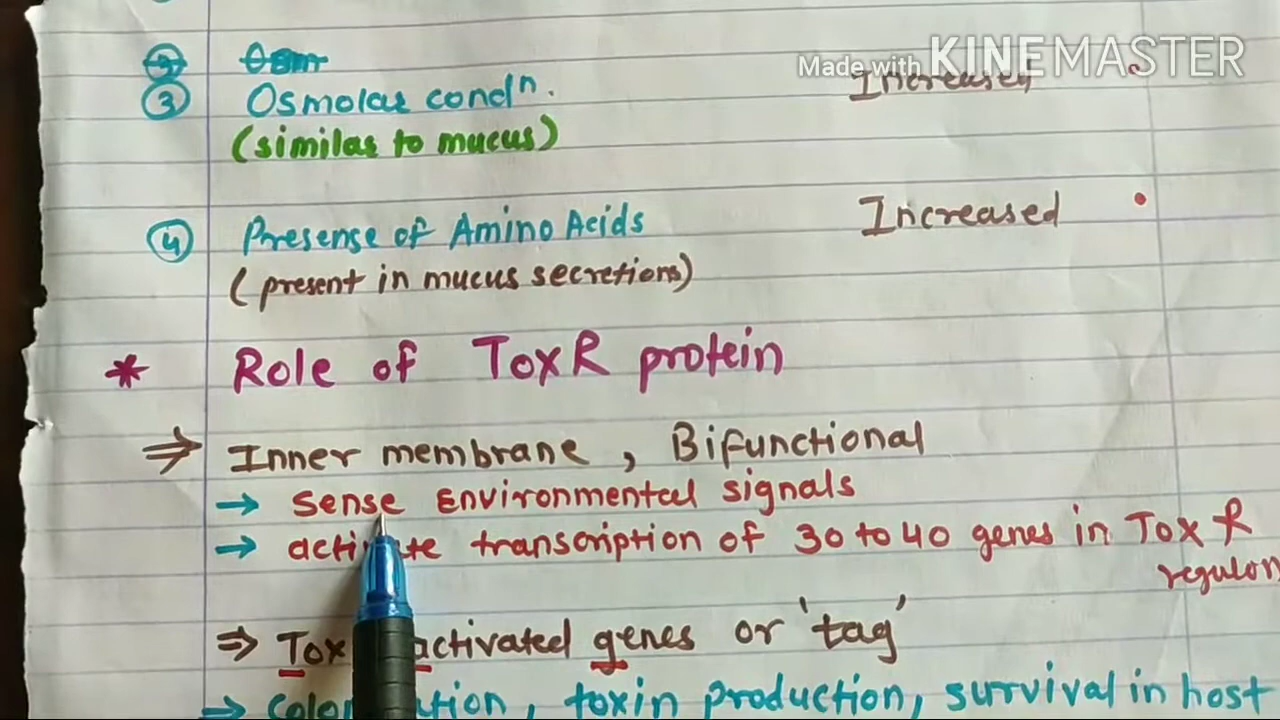 Made with KINEMASTER
③ Osmolar condⁿ. Increased
(similar to mucus)
④ Presense of Amino Acids Increased
(present in mucus secretions)
* Role of ToxR protein
⇒ Inner membrane, Bifunctional
→ Sense Environmental signals
→ transcription of 30 to 40 genes in Tox R
regulon
⇒ Tox activated genes or 'tag'
⇒ toxin production, survival in host